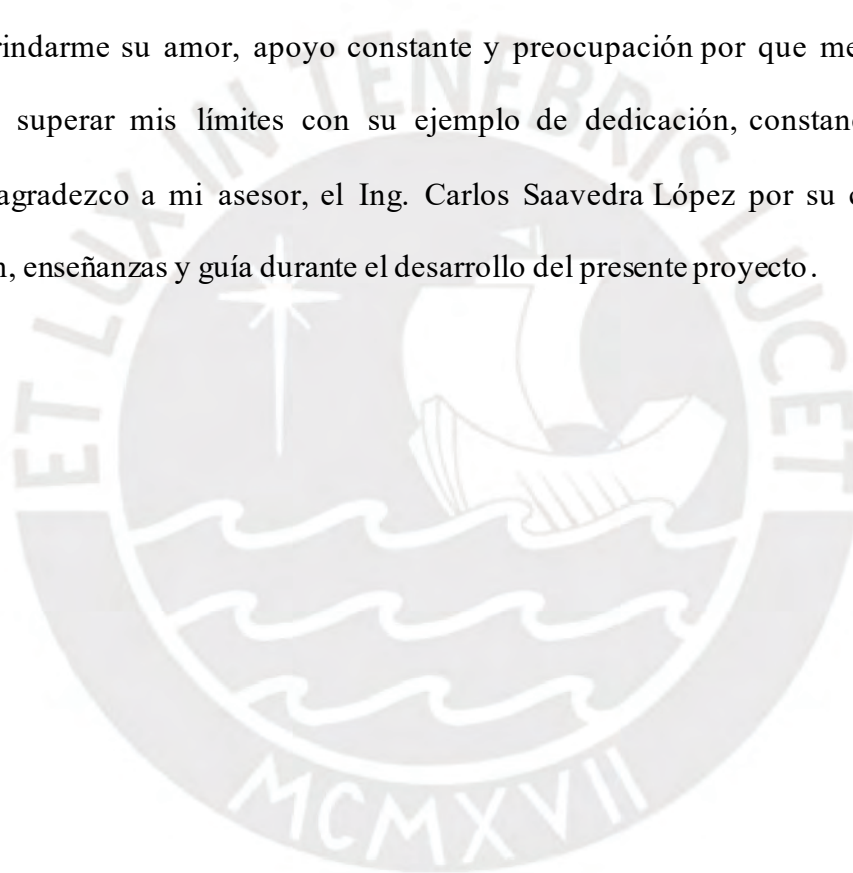 rindarme su amor, apoyo constante y preocupación por que me
superar mis límites con su ejemplo de dedicación,
agradezco a mi asesor, el Ing. Carlos Saavedra López por su
, enseñanzas y guía durante el desarrollo del presente proyecto.
ET LUX IN TENEBRIS LUCET
MCMXVII